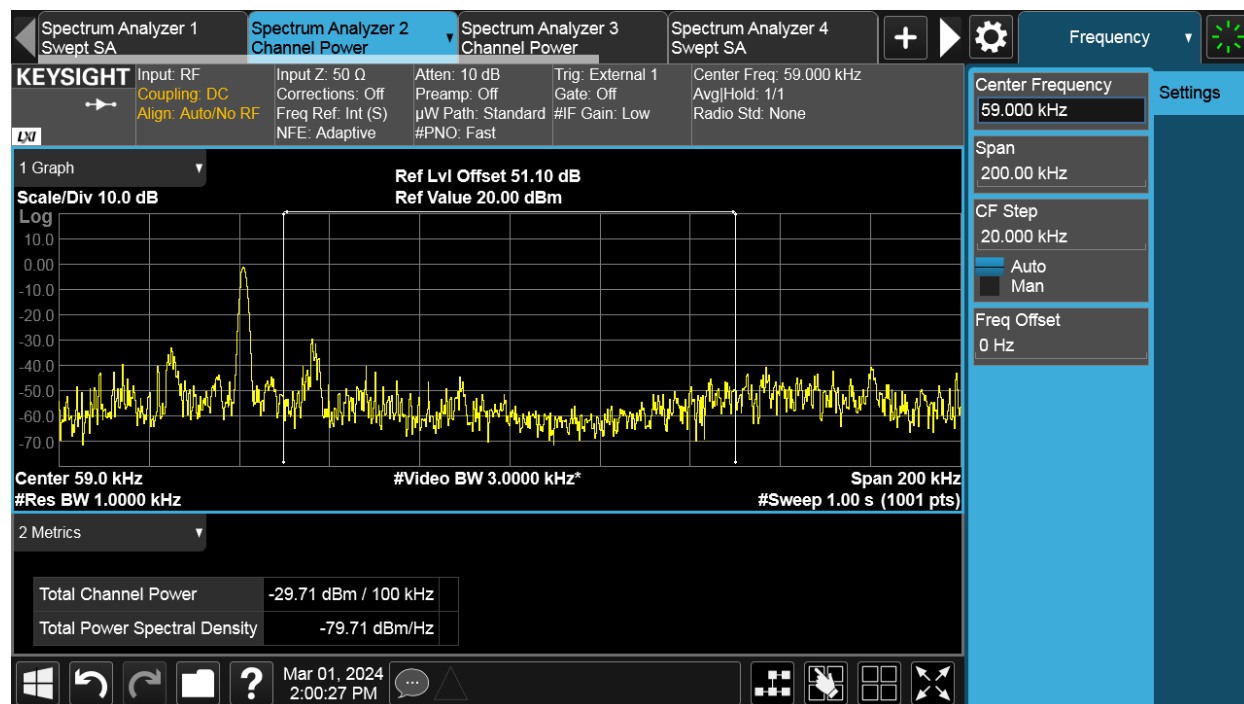 Spectrum Analyzer 1
Swept SA
Spectrum Analyzer 2
Channel Power
Spectrum Analyzer 3
Channel Power
Spectrum Analyzer 4
Swept SA
+
Frequency
KEYSIGHT
LXI
Input: RF
Coupling: DC
Align: Auto/No RF
Input Z: 50 Ω
Corrections: Off
Freq Ref: Int (S)
NFE: Adaptive
Atten: 10 dB
Preamp: Off
µW Path: Standard
#PNO: Fast
Trig: External 1
Gate: Off
#IF Gain: Low
Center Freq: 59.000 kHz
Avg|Hold: 1/1
Radio Std: None
Center Frequency
59.000 kHz
Settings
Span
200.00 kHz
CF Step
20.000 kHz
Auto
Man
Freq Offset
0 Hz
1 Graph
Scale/Div 10.0 dB
Ref Lvl Offset 51.10 dB
Ref Value 20.00 dBm
Log
10.0
0.00
-10.0
-20.0
-30.0
-40.0
-50.0
-60.0
-70.0
Center 59.0 kHz
#Res BW 1.0000 kHz
#Video BW 3.0000 kHz*
Span 200 kHz
#Sweep 1.00 s (1001 pts)
2 Metrics
Total Channel Power -29.71 dBm / 100 kHz
Total Power Spectral Density -79.71 dBm/Hz
?
Mar 01, 2024
2:00:27 PM